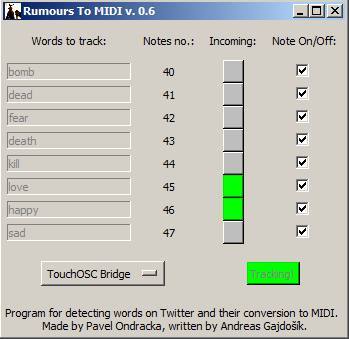 Rumours To MIDI v. 0.6
Words to track: Notes no.: Incoming: Note On/Off:
bomb 40
dead 41
fear 42
death 43
kill 44
love 45
happy 46
sad 47
TouchOSC Bridge Tracking!
Program for detecting words on Twitter and their conversion to MIDI.
Made by Pavel Ondracka, written by Andreas Gajdošík.